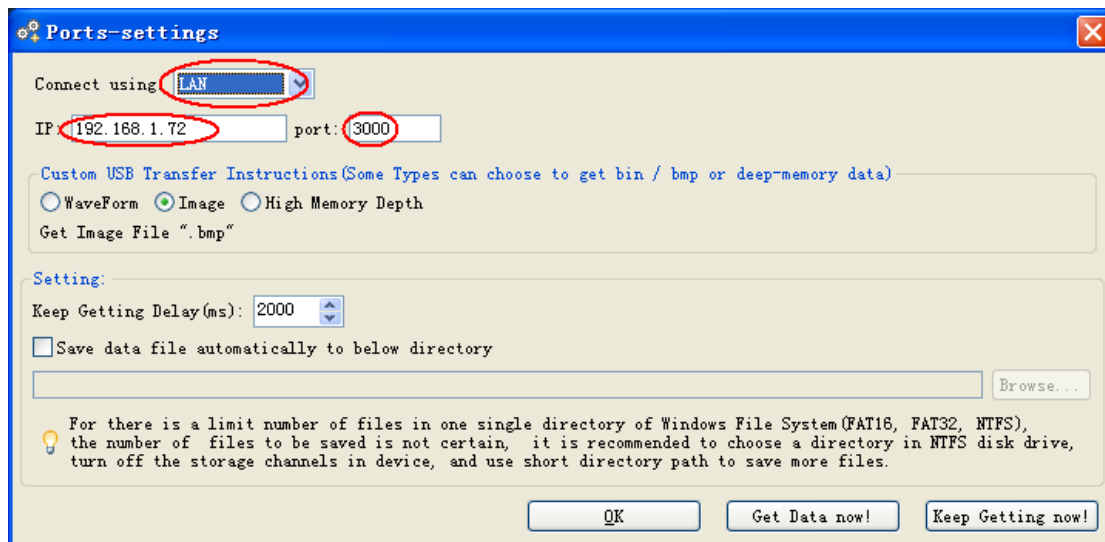 Ports-settings
Connect using: LAN
IP: 192.168.1.72 port: 3000
Custom USB Transfer Instructions(Some Types can choose to get bin / bmp or deep-memory data)
WaveForm Image High Memory Depth
Get Image File ".bmp"
Setting:
Keep Getting Delay(ms): 2000
Save data file automatically to below directory
Browse...
For there is a limit number of files in one single directory of Windows File System(FAT16, FAT32, NTFS),
the number of files to be saved is not certain, it is recommended to choose a directory in NTFS disk drive,
turn off the storage channels in device, and use short directory path to save more files.
OK Get Data now! Keep Getting now!